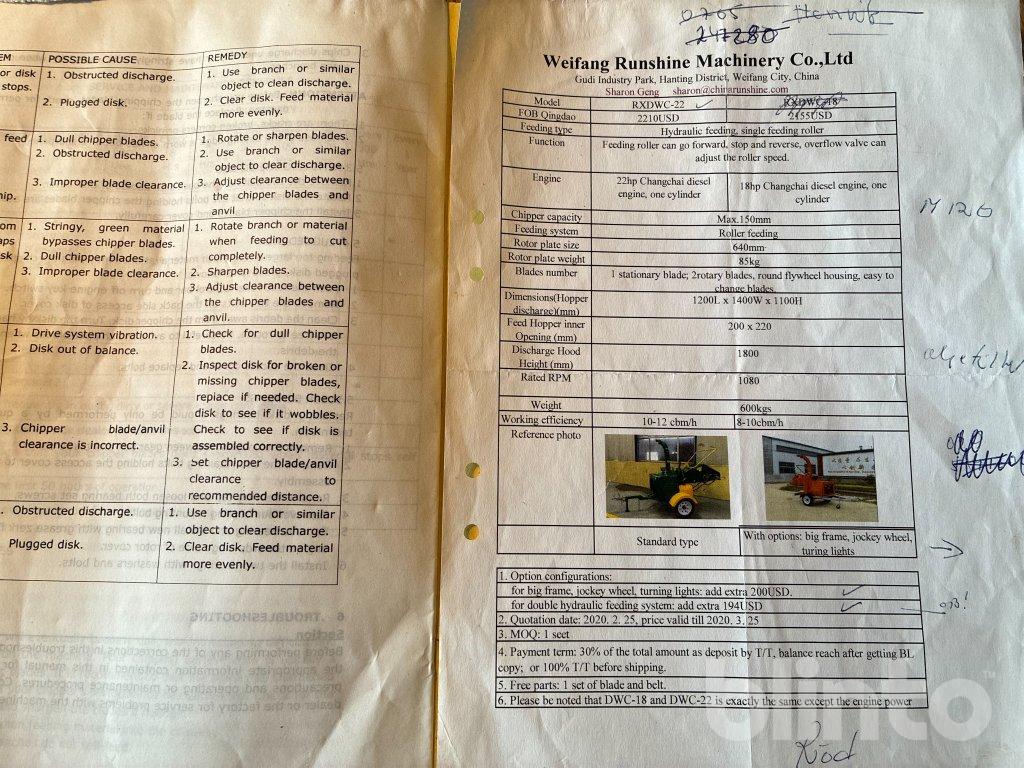 EM POSSIBLE CAUSE REMEDY
or disk stops.
1. Obstructed discharge.
1. Use branch or similar
object to clean discharge.
2. Plugged disk.
2. Clear disk. Feed material
more evenly.
feed
1. Dull chipper blades.
1. Rotate or sharpen blades.
2. Obstructed discharge.
2. Use branch or similar
object to clear discharge.
hip.
3. Improper blade clearance.
3. Adjust clearance between
the chipper blades and
anvil
om
aps
sk
1. Stringy, green material
bypasses chipper blades.
1. Rotate branch or material
when feeding to cut
completely.
2. Dull chipper blades.
2. Sharpen blades.
3. Improper blade clearance.
3. Adjust clearance between
the chipper blades and
anvil.
1. Drive system vibration.
1. Check for dull chipper
blades.
2. Disk out of balance.
2. Inspect disk for broken or
missing chipper blades,
replace if needed. Check
disk to see if it wobbles.
Check to see if disk is
assembled correctly.
3. Chipper blade/anvil
clearance is incorrect.
3. Set chipper blade/anvil
clearance to
recommended distance.
. Obstructed discharge.
1. Use branch or similar
object to clear discharge.
Plugged disk.
2. Clear disk. Feed material
more evenly.
6 .TROUBLESHOOTING
Section
0705 Henrik
247280
Weifang Runshine Machinery Co.,Ltd
Gudi Industry Park, Hanting District, Weifang City, China
Sharon Geng sharon@chinarunshine.com
Model RXDWC-22 RXDWC-18
FOB Qingdao 2210USD 2455USD
Feeding type Hydraulic feeding, single feeding roller
Function Feeding roller can go forward, stop and reverse, overflow valve can
adjust the roller speed.
Engine
22hp Changchai diesel
engine, one cylinder
18hp Changchai diesel engine, one
cylinder
Chipper capacity Max.150mm
Feeding system Roller feeding
Rotor plate size 640mm
Rotor plate weight 85kg
Blades number 1 stationary blade; 2rotary blades, round flywheel housing, easy to
change blades.
Dimensions(Hopper
discharge)(mm)
1200L x 1400W x 1100H
Feed Hopper inner
Opening (mm)
200 x 220
Discharge Hood
Height (mm)
1800
Rated RPM 1080
Weight 600kgs
Working efficiency 10-12 cbm/h 8-10cbm/h
Reference photo
Standard type
With options: big frame, jockey wheel,
turing lights
1. Option configurations:
for big frame, jockey wheel, turning lights: add extra 200USD.
for double hydraulic feeding system: add extra 194USD
2. Quotation date: 2020. 2. 25, price valid till 2020. 3. 25
3. MOQ: 1 seet
4. Payment term: 30% of the total amount as deposit by T/T, balance reach after getting BL
copy; or 100% T/T before shipping.
5. Free parts: 1 set of blade and belt.
6. Please be noted that DWC-18 and DWC-22 is exactly the same except the engine power
M120
blinto